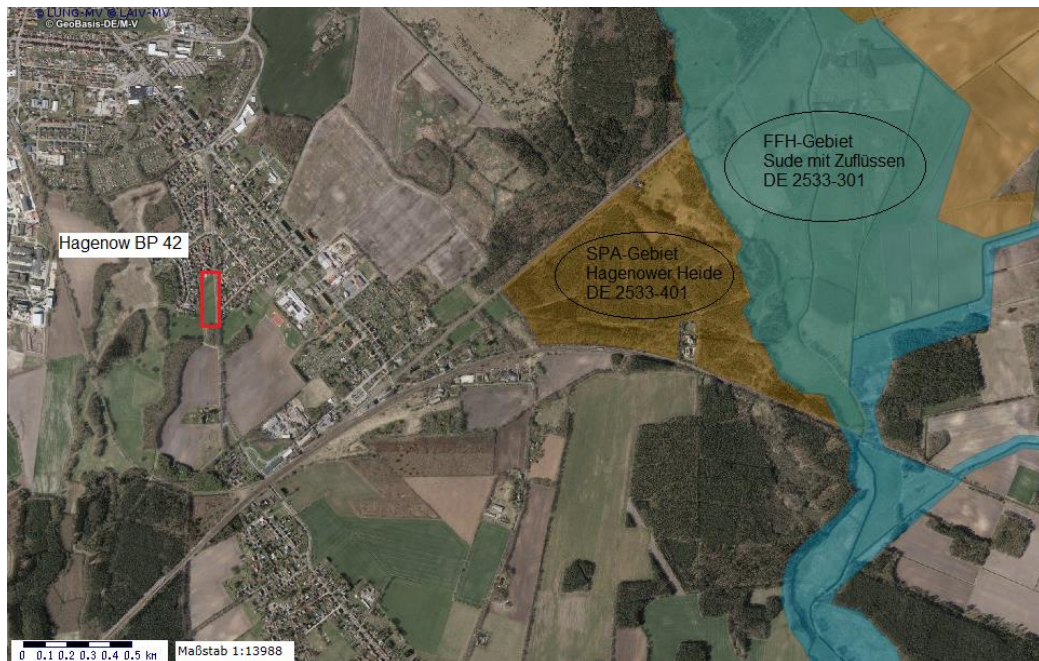 © LUNG-MV © LAIV-MV
© GeoBasis-DE/M-V
FFH-Gebiet
Sude mit Zuflüssen
DE 2533-301
Hagenow BP 42
SPA-Gebiet
Hagenower Heide
DE 2533-401
0 0.1 0.2 0.3 0.4 0.5 km
Maßstab 1:13988